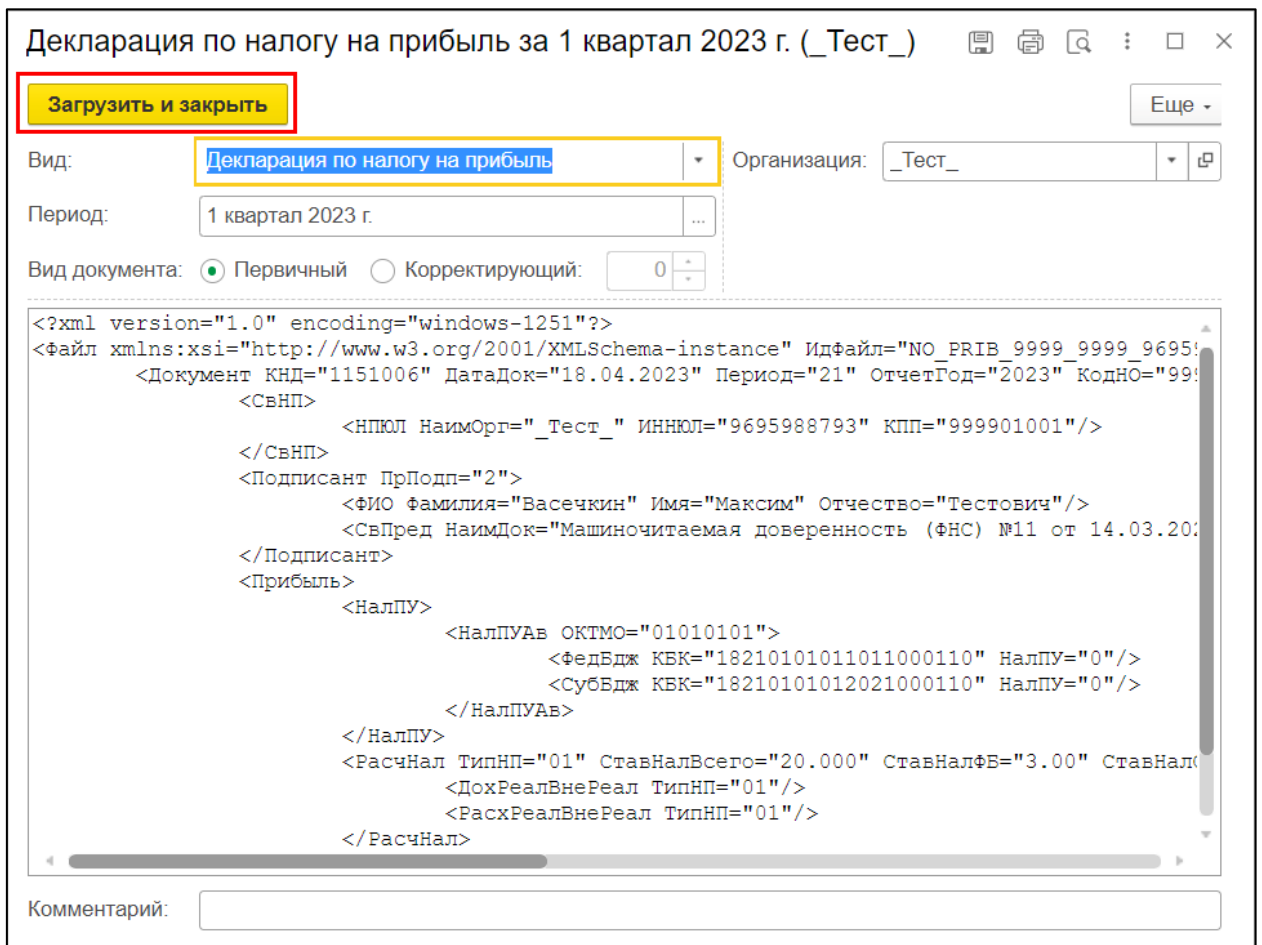 Декларация по налогу на прибыль за 1 квартал 2023 г. (_Тест_)
Загрузить и закрыть
Еще
Вид: Декларация по налогу на прибыль Организация: _Тест_
Период: 1 квартал 2023 г. ...
Вид документа: Первичный Корректирующий: 0
<?xml version="1.0" encoding="windows-1251"?>
<Файл xmlns:xsi="http://www.w3.org/2001/XMLSchema-instance" ИдФайл="NO_PRIB_9999_9999_9695
<Документ КНД="1151006" ДатаДок="18.04.2023" Период="21" ОтчетГод="2023" КодНО="999
<СвНП>
<НПЮЛ НаимОрг="_Тест_" ИННЮЛ="9695988793" КПП="999901001"/>
</СвНП>
<Подписант ПрПодп="2">
<ФИО Фамилия="Васечкин" Имя="Максим" Отчество="Тестович"/>
<СвПред НаимДок="Машиночитаемая доверенность (ФНС) №11 от 14.03.202
</Подписант>
<Прибыль>
<НалПУ>
<НалПУАв ОКТМО="01010101">
<ФедБдж КБК="18210101011011000110" НалПУ="0"/>
<СубБдж КБК="18210101012021000110" НалПУ="0"/>
</НалПУАв>
</НалПУ>
<РасчНал ТипНП="01" СтавНалВсего="20.000" СтавНалФБ="3.00" СтавНал
<ДохРеалВнеРеал ТипНП="01"/>
<РасхРеалВнеРеал ТипНП="01"/>
</РасчНал>
Комментарий: